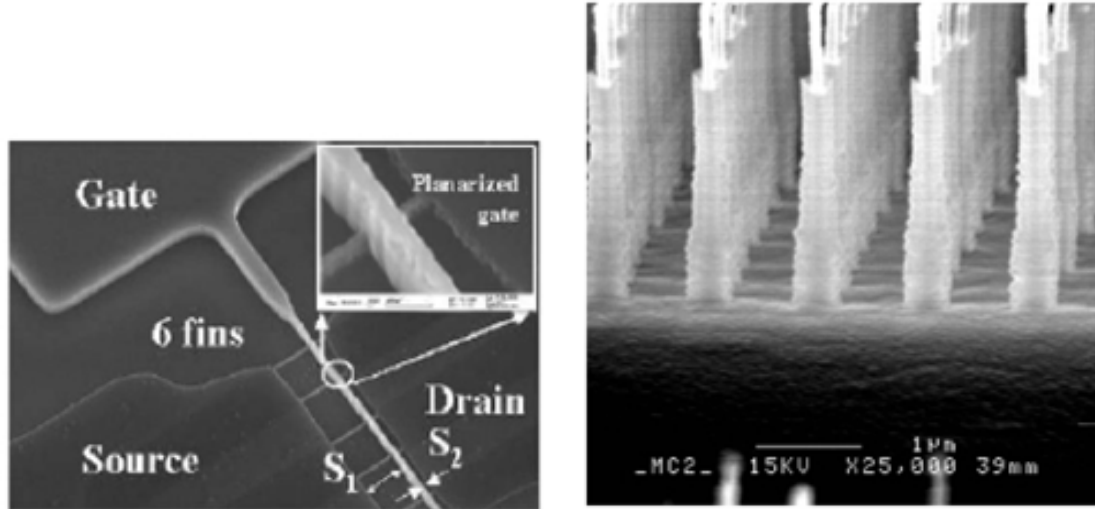 Gate
Planarized
gate
6 fins
Drain
Source
S1
S2
1µm
_MC2_ 15KV X25,000 39mm